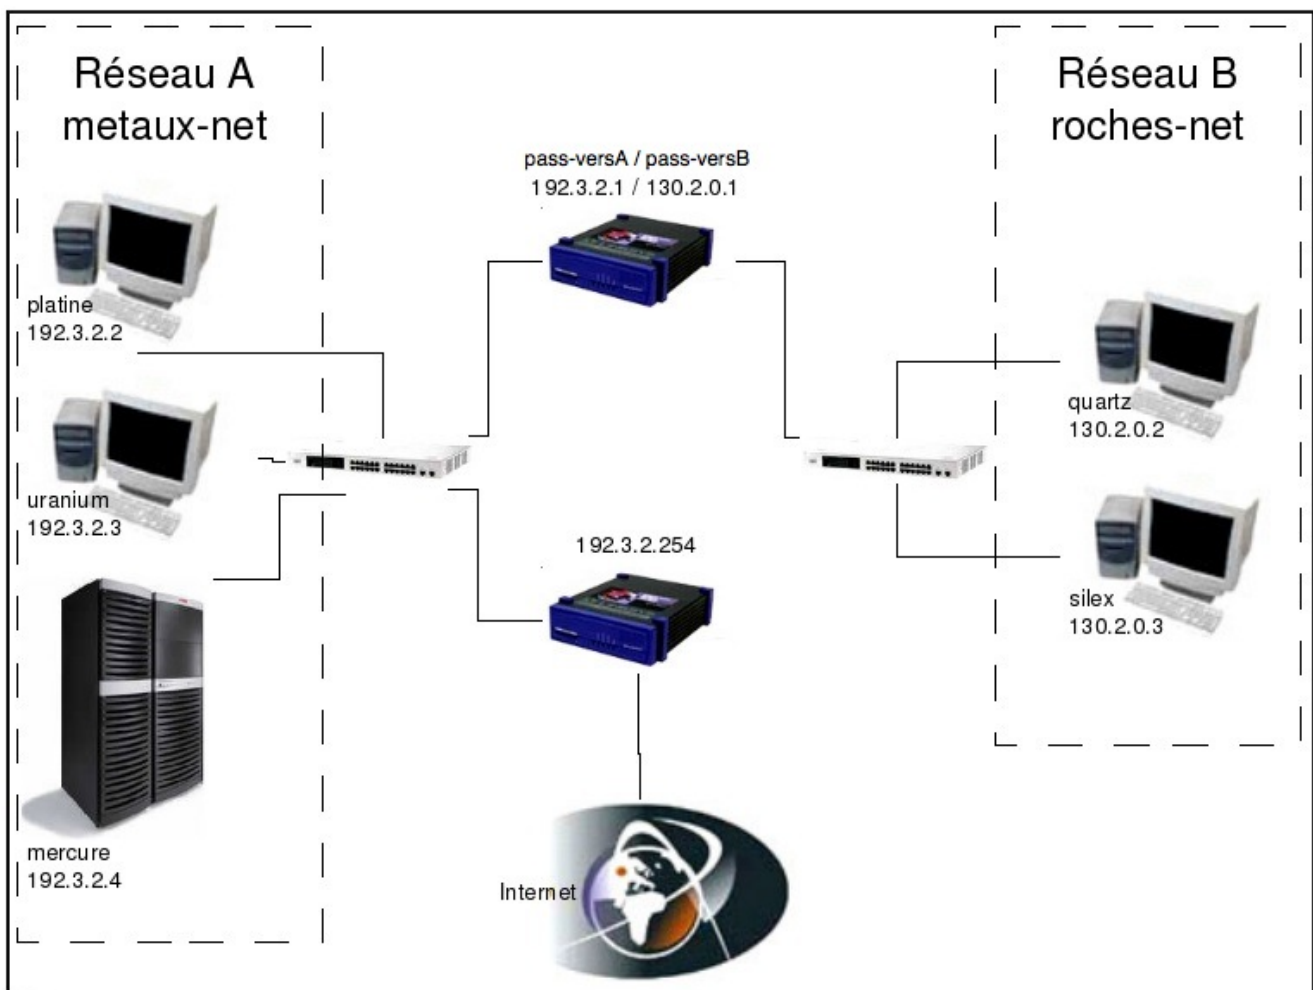 Réseau A
metaux-net
Réseau B
roches-net
pass-versA / pass-versB
192.3.2.1 / 130.2.0.1
platine
192.3.2.2
quartz
130.2.0.2
uranium
192.3.2.3
192.3.2.254
silex
130.2.0.3
mercure
192.3.2.4
Internet